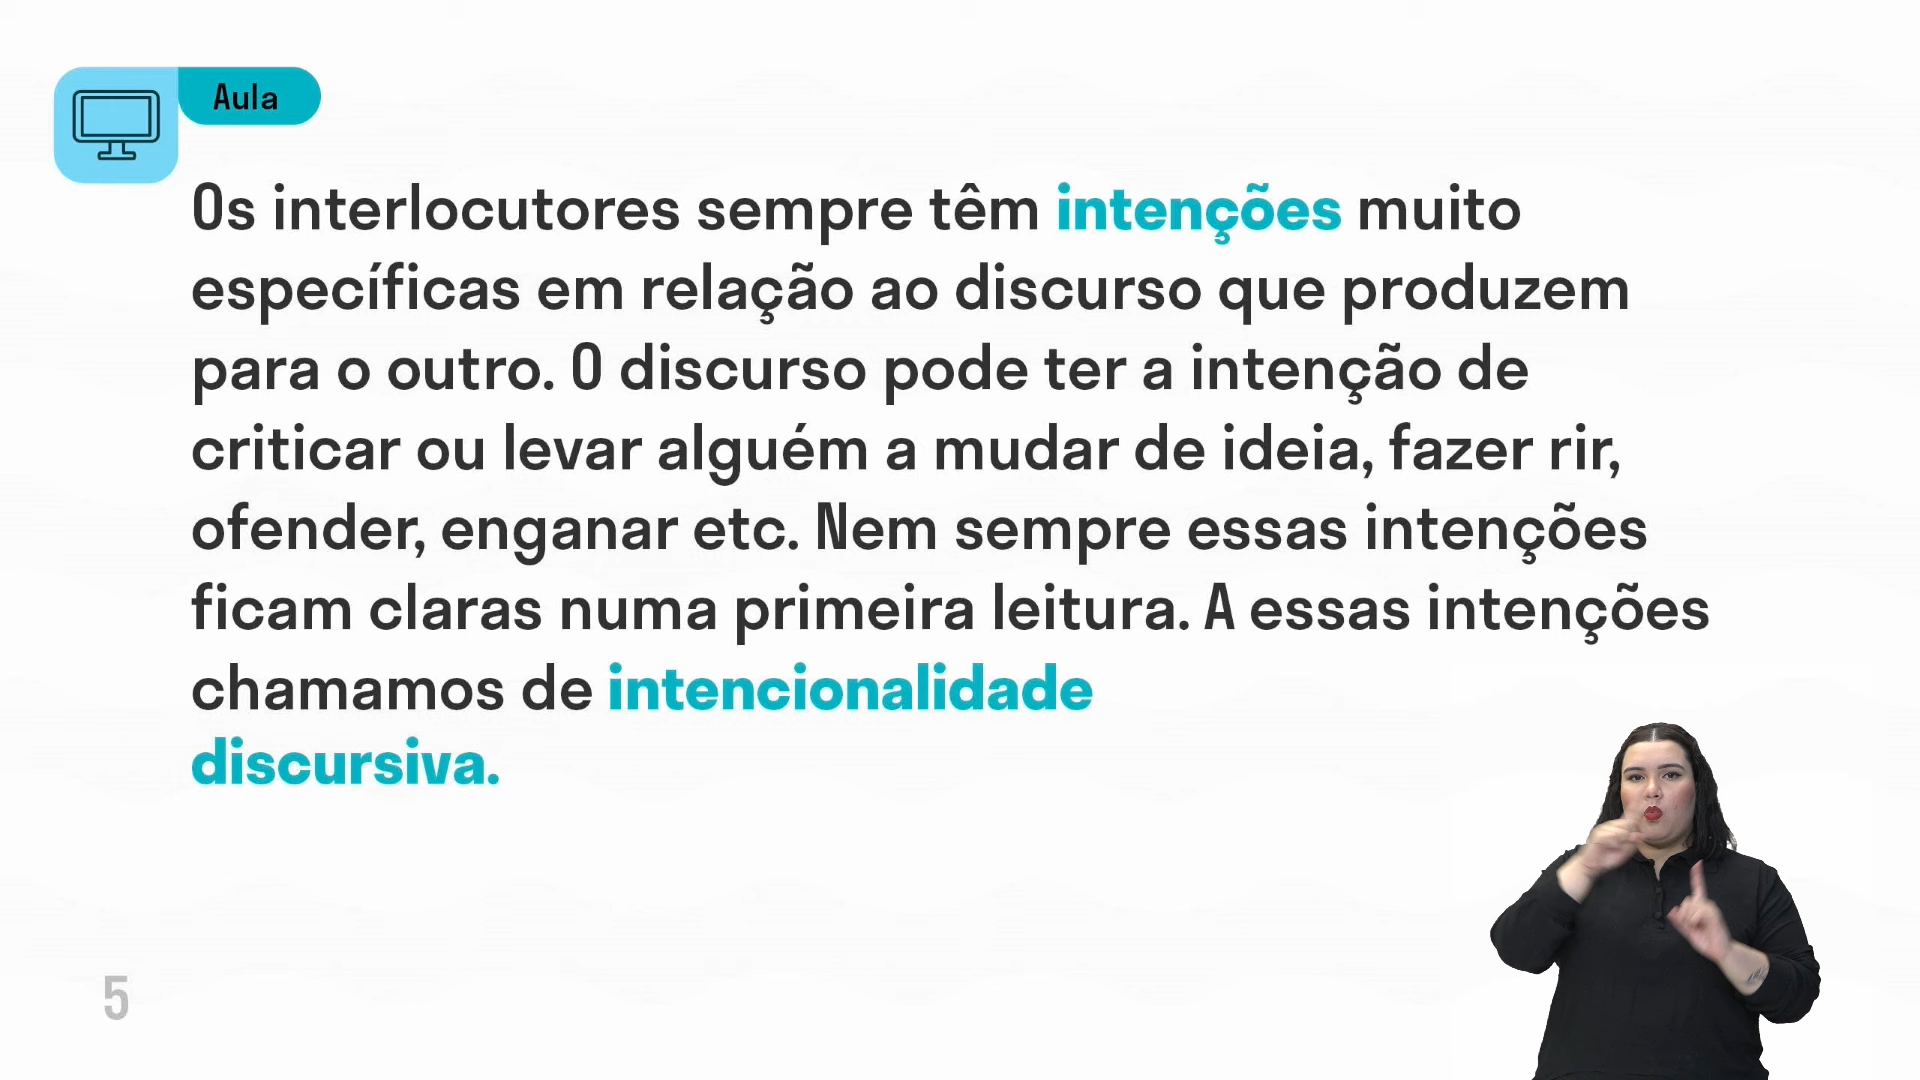 Aula
Os interlocutores sempre têm intenções muito
específicas em relação ao discurso que produzem
para o outro. O discurso pode ter a intenção de
criticar ou levar alguém a mudar de ideia, fazer rir,
ofender, enganar etc. Nem sempre essas intenções
ficam claras numa primeira leitura. A essas intenções
chamamos de intencionalidade
discursiva.
5